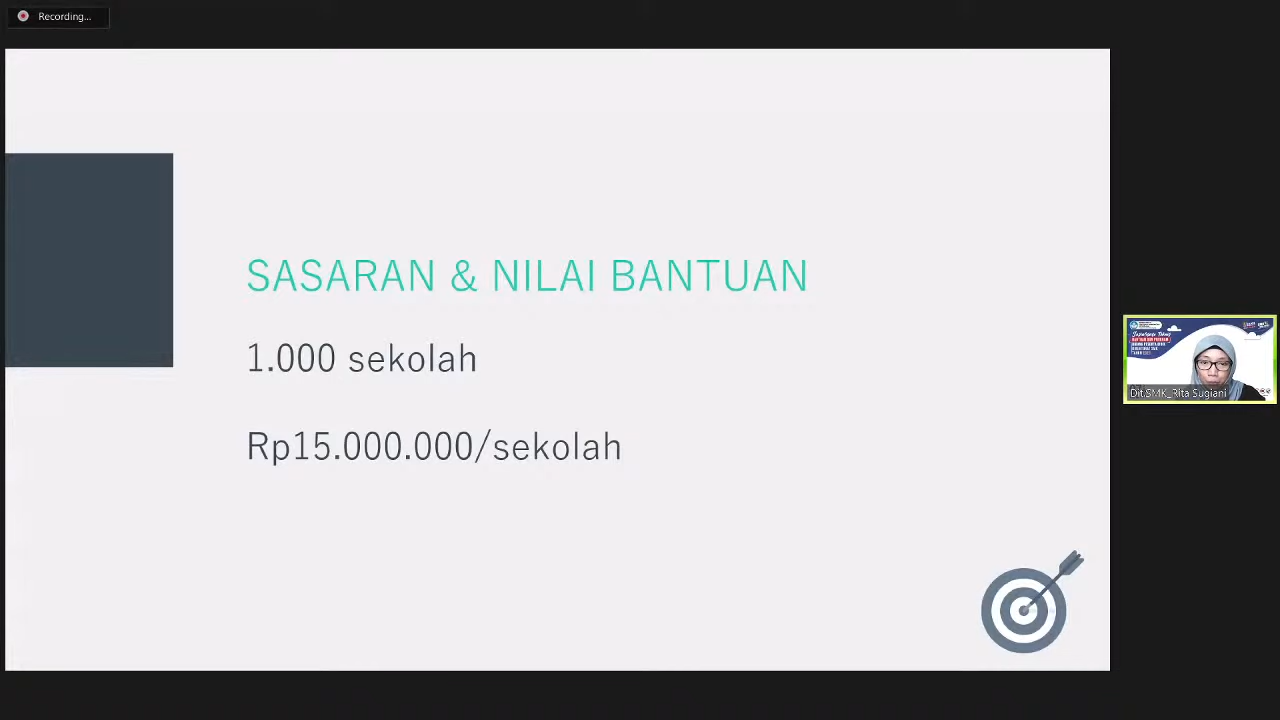 Recording...
SASARAN & NILAI BANTUAN
1.000 sekolah
Rp15.000.000/sekolah
Dit.SMK_Rita Sugiani